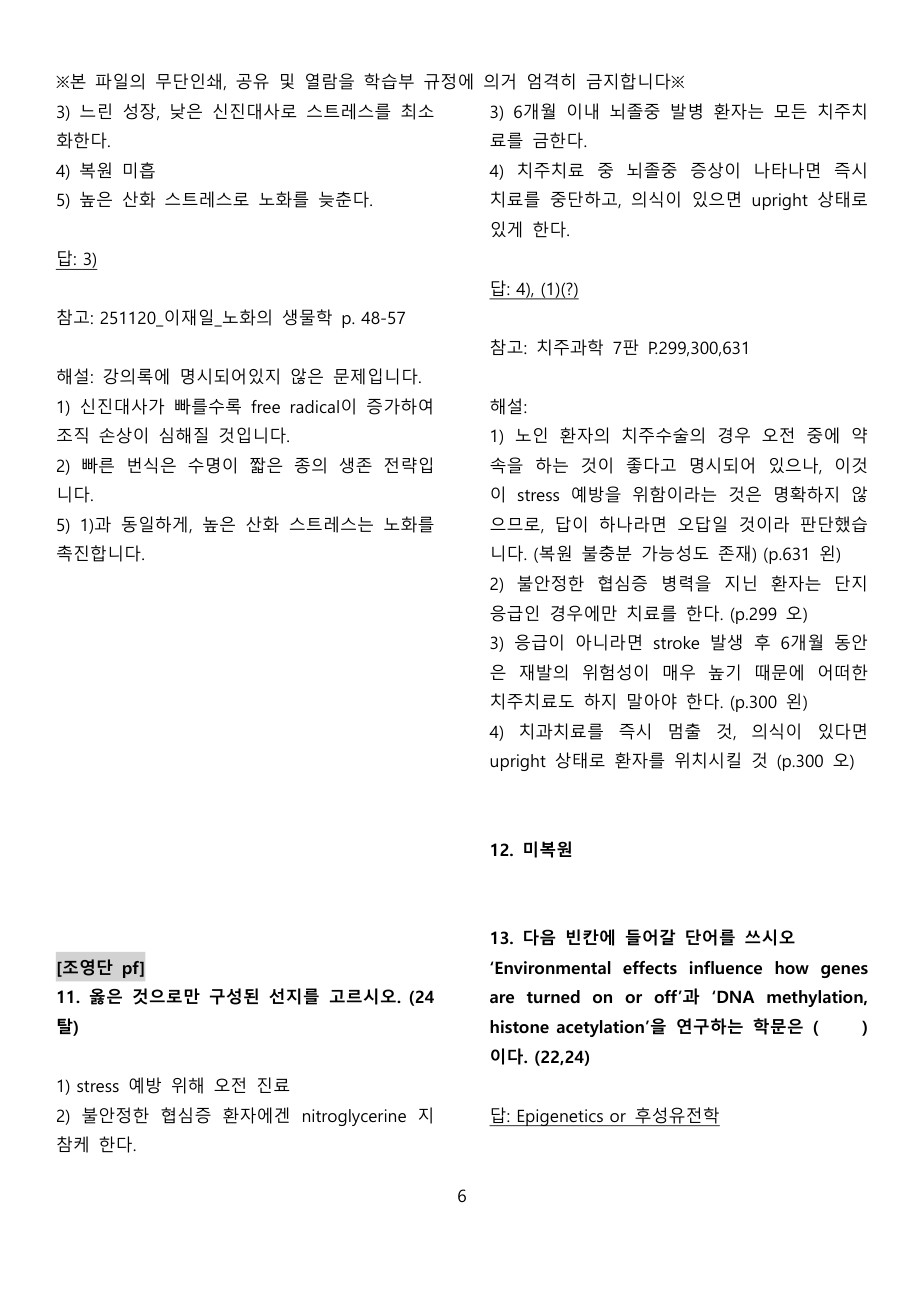 ※본 파일의 무단인쇄, 공유 및 열람을 학습부 규정에 의거 엄격히 금지합니다※
3) 느린 성장, 낮은 신진대사로 스트레스를 최소
화한다.
4) 복원 미흡
5) 높은 산화 스트레스로 노화를 늦춘다.
답: 3)
참고: 251120_이재일_노화의 생물학 p. 48-57
해설: 강의록에 명시되어있지 않은 문제입니다.
1) 신진대사가 빠를수록 free radical이 증가하여
조직 손상이 심해질 것입니다.
2) 빠른 번식은 수명이 짧은 종의 생존 전략입
니다.
5) 1)과 동일하게, 높은 산화 스트레스는 노화를
촉진합니다.
[조영단 pf]
11. 옳은 것으로만 구성된 선지를 고르시오. (24
탈)
1) stress 예방 위해 오전 진료
2) 불안정한 협심증 환자에겐 nitroglycerine 지
참케 한다.
3) 6개월 이내 뇌졸중 발병 환자는 모든 치주치
료를 금한다.
4) 치주치료 중 뇌졸중 증상이 나타나면 즉시
치료를 중단하고, 의식이 있으면 upright 상태로
있게 한다.
답: 4), (1)(?)
참고: 치주과학 7판 P.299,300,631
해설:
1) 노인 환자의 치주수술의 경우 오전 중에 약
속을 하는 것이 좋다고 명시되어 있으나, 이것
이 stress 예방을 위함이라는 것은 명확하지 않
으므로, 답이 하나라면 오답일 것이라 판단했습
니다. (복원 불충분 가능성도 존재) (p.631 왼)
2) 불안정한 협심증 병력을 지닌 환자는 단지
응급인 경우에만 치료를 한다. (p.299 오)
3) 응급이 아니라면 stroke 발생 후 6개월 동안
은 재발의 위험성이 매우 높기 때문에 어떠한
치주치료도 하지 말아야 한다. (p.300 왼)
4) 치과치료를 즉시 멈출 것, 의식이 있다면
upright 상태로 환자를 위치시킬 것 (p.300 오)
12. 미복원
13. 다음 빈칸에 들어갈 단어를 쓰시오
‘Environmental effects influence how genes
are turned on or off’과 ‘DNA methylation,
histone acetylation’을 연구하는 학문은 (      )
이다. (22,24)
답: Epigenetics or 후성유전학
6